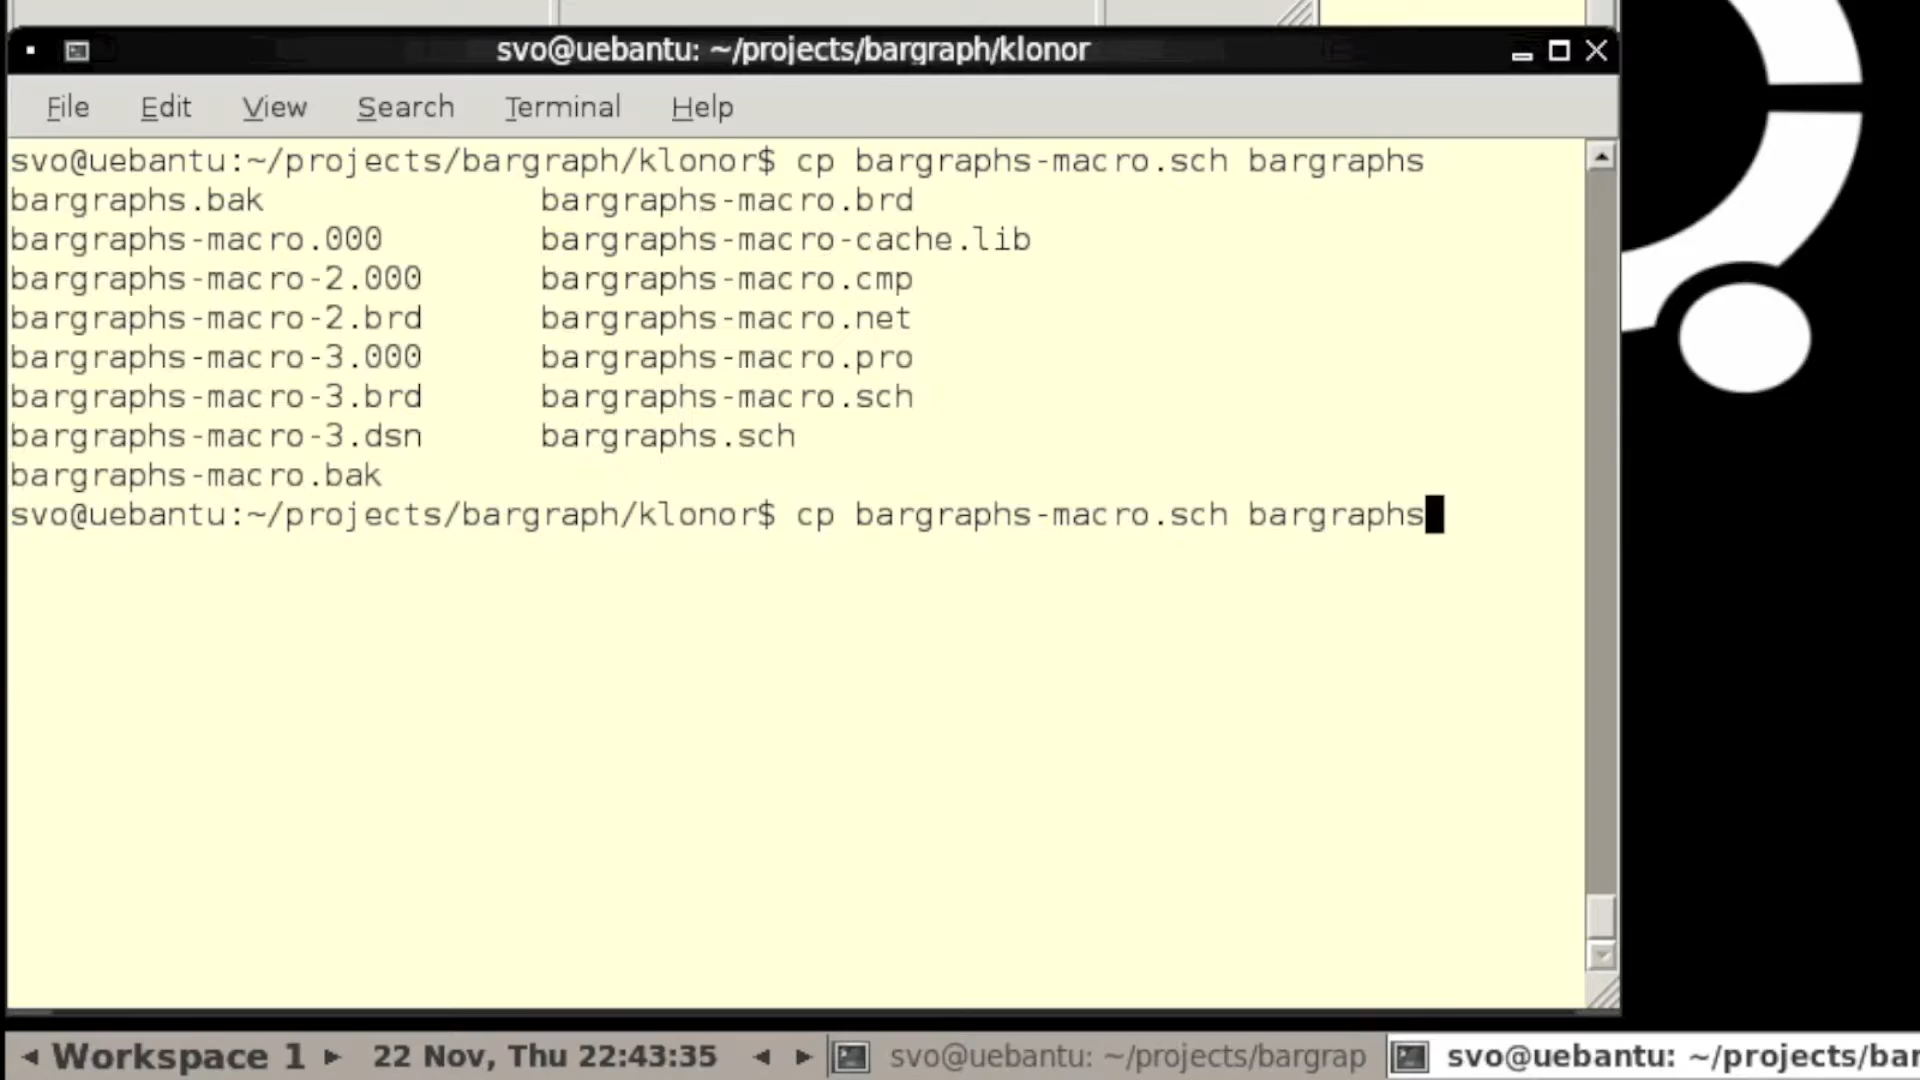 svo@uebantu: ~/projects/bargraph/klonor
File Edit View Search Terminal Help
svo@uebantu:~/projects/bargraph/klonor$ cp bargraphs-macro.sch bargraphs
bargraphs.bak bargraphs-macro.brd
bargraphs-macro.000 bargraphs-macro-cache.lib
bargraphs-macro-2.000 bargraphs-macro.cmp
bargraphs-macro-2.brd bargraphs-macro.net
bargraphs-macro-3.000 bargraphs-macro.pro
bargraphs-macro-3.brd bargraphs-macro.sch
bargraphs-macro-3.dsn bargraphs.sch
bargraphs-macro.bak
svo@uebantu:~/projects/bargraph/klonor$ cp bargraphs-macro.sch bargraphs
Workspace 1 22 Nov, Thu 22:43:35 svo@uebantu: ~/projects/bargrap svo@uebantu: ~/projects/bar